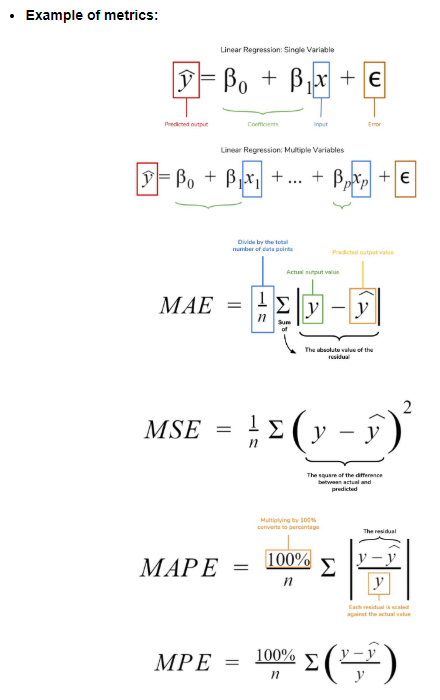 • Example of metrics:
Linear Regression: Single Variable
ŷ = β₀ + β₁x + ϵ
Predicted output Coefficients Input Error
Linear Regression: Multiple Variables
ŷ = β₀ + β₁x₁ + ... + βₚxₚ + ϵ
Divide by the total
number of data points
Predicted output value
Actual output value
MAE = 1/n Σ |y − ŷ|
Sum
of
The absolute value of the
residual
MSE = 1/n Σ (y − ŷ)²
The square of the difference
between actual and
predicted
Multiplying by 100%
converts to percentage
The residual
MAPE = 100%/n Σ |(y − ŷ)/y|
Each residual is scaled
against the actual value
MPE = 100%/n Σ ((y − ŷ)/y)